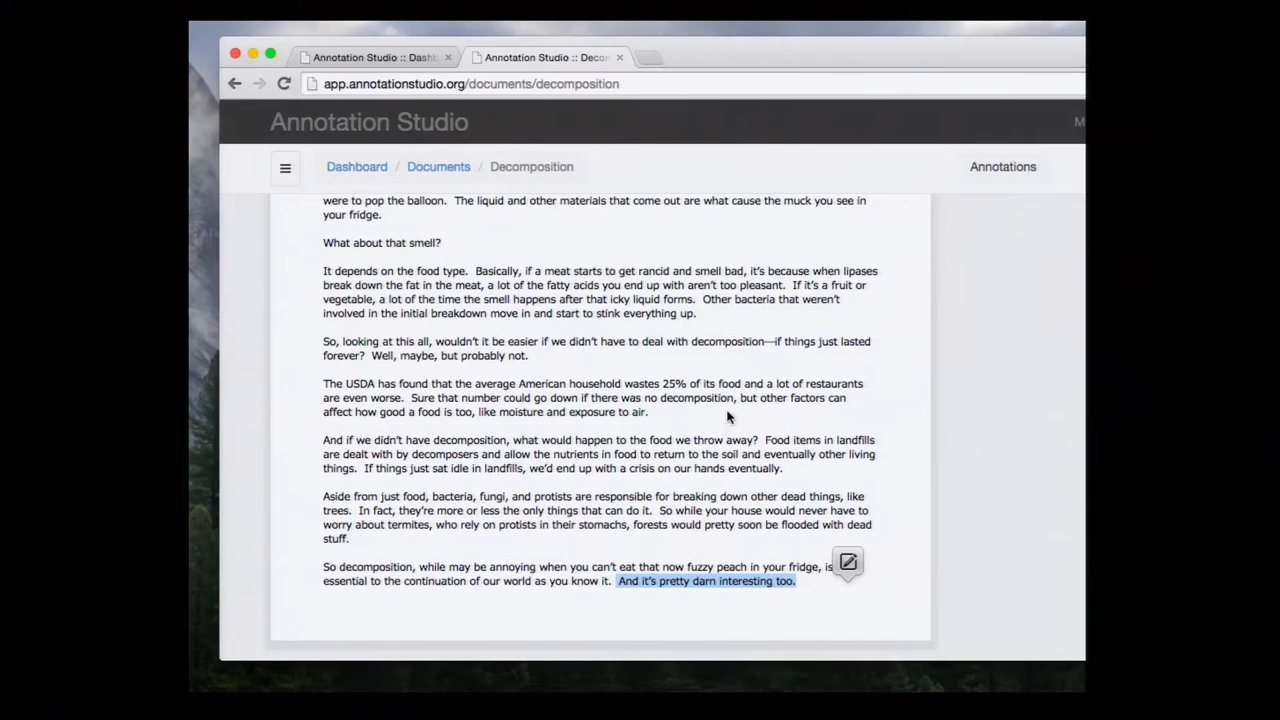 Annotation Studio :: Dashb
Annotation Studio :: Decon
app.annotationstudio.org/documents/decomposition
Annotation Studio
M
Dashboard / Documents / Decomposition
Annotations
were to pop the balloon. The liquid and other materials that come out are what cause the muck you see in
your fridge.
What about that smell?
It depends on the food type. Basically, if a meat starts to get rancid and smell bad, it's because when lipases
break down the fat in the meat, a lot of the fatty acids you end up with aren't too pleasant. If it's a fruit or
vegetable, a lot of the time the smell happens after that icky liquid forms. Other bacteria that weren't
involved in the initial breakdown move in and start to stink everything up.
So, looking at this all, wouldn't it be easier if we didn't have to deal with decomposition—if things just lasted
forever? Well, maybe, but probably not.
The USDA has found that the average American household wastes 25% of its food and a lot of restaurants
are even worse. Sure that number could go down if there was no decomposition, but other factors can
affect how good a food is too, like moisture and exposure to air.
And if we didn't have decomposition, what would happen to the food we throw away? Food items in landfills
are dealt with by decomposers and allow the nutrients in food to return to the soil and eventually other living
things. If things just sat idle in landfills, we'd end up with a crisis on our hands eventually.
Aside from just food, bacteria, fungi, and protists are responsible for breaking down other dead things, like
trees. In fact, they're more or less the only things that can do it. So while your house would never have to
worry about termites, who rely on protists in their stomachs, forests would pretty soon be flooded with dead
stuff.
So decomposition, while may be annoying when you can't eat that now fuzzy peach in your fridge, is
essential to the continuation of our world as you know it. And it's pretty darn interesting too.